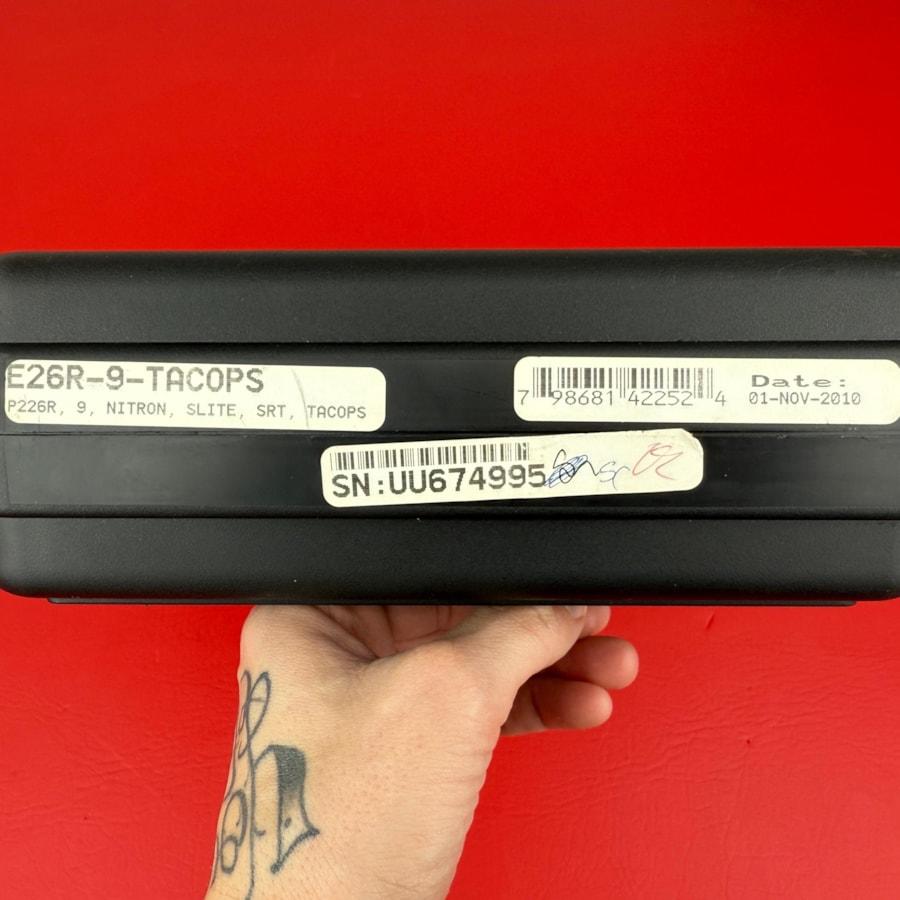 E26R-9-TACOPS
P226R, 9, NITRON, SLITE, SRT, TACOPS
7 98681 42252 4
Date:
01-NOV-2010
SN:UU674995